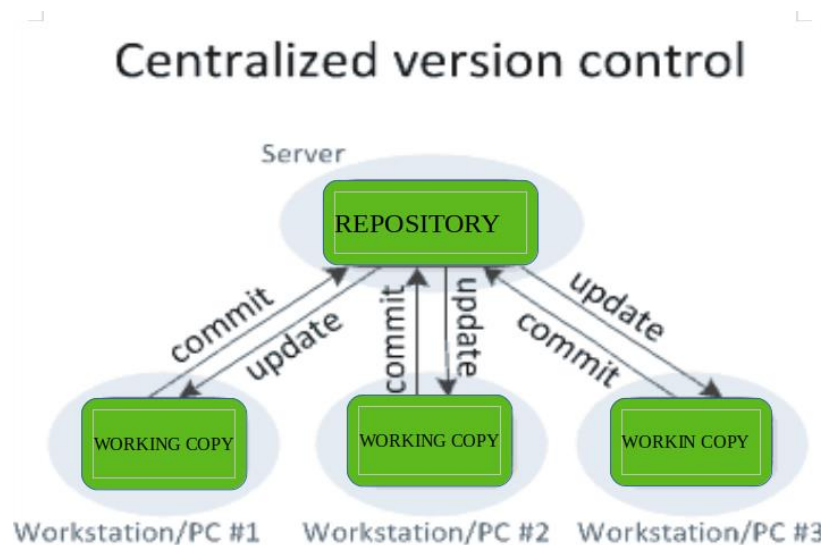 Centralized version control
Server
REPOSITORY
commit
update
commit
update
commit
update
WORKING COPY
WORKING COPY
WORKIN COPY
Workstation/PC #1
Workstation/PC #2
Workstation/PC #3